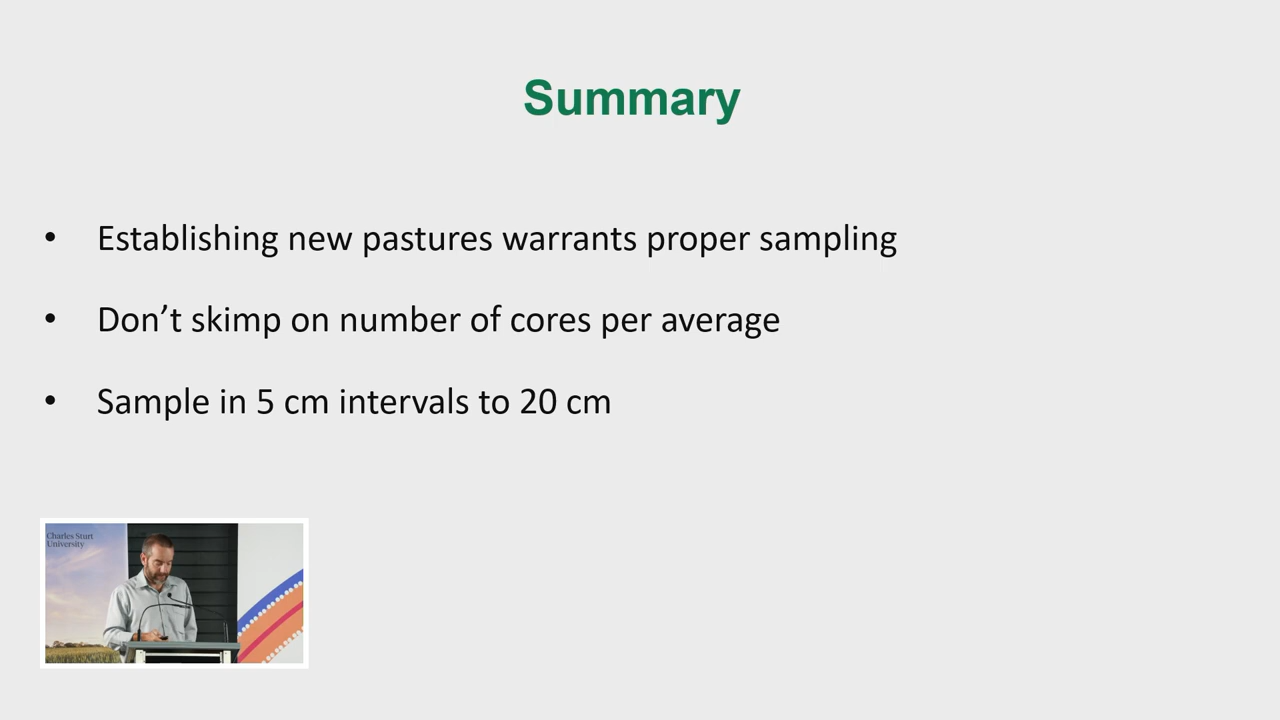 Summary
• Establishing new pastures warrants proper sampling
• Don’t skimp on number of cores per average
• Sample in 5 cm intervals to 20 cm
Charles Sturt
University